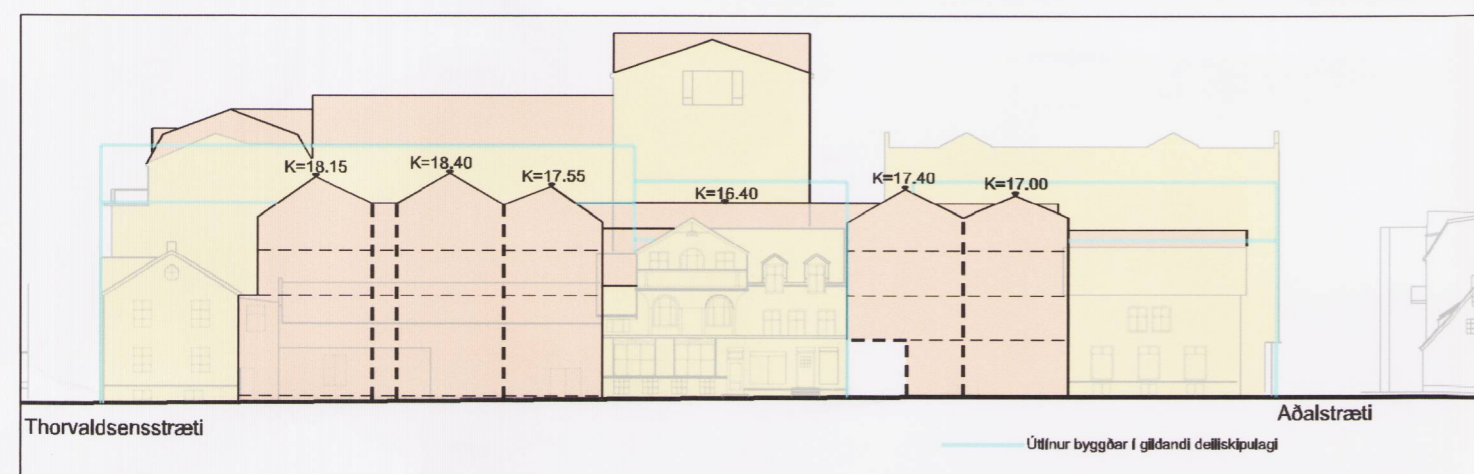 K=18.15
K=18.40
K=17.55
K=16.40
K=17.40
K=17.00
Thorvaldsensstræti
Aðalstræti
Útlínur byggðar í gildandi deiliskipulagi